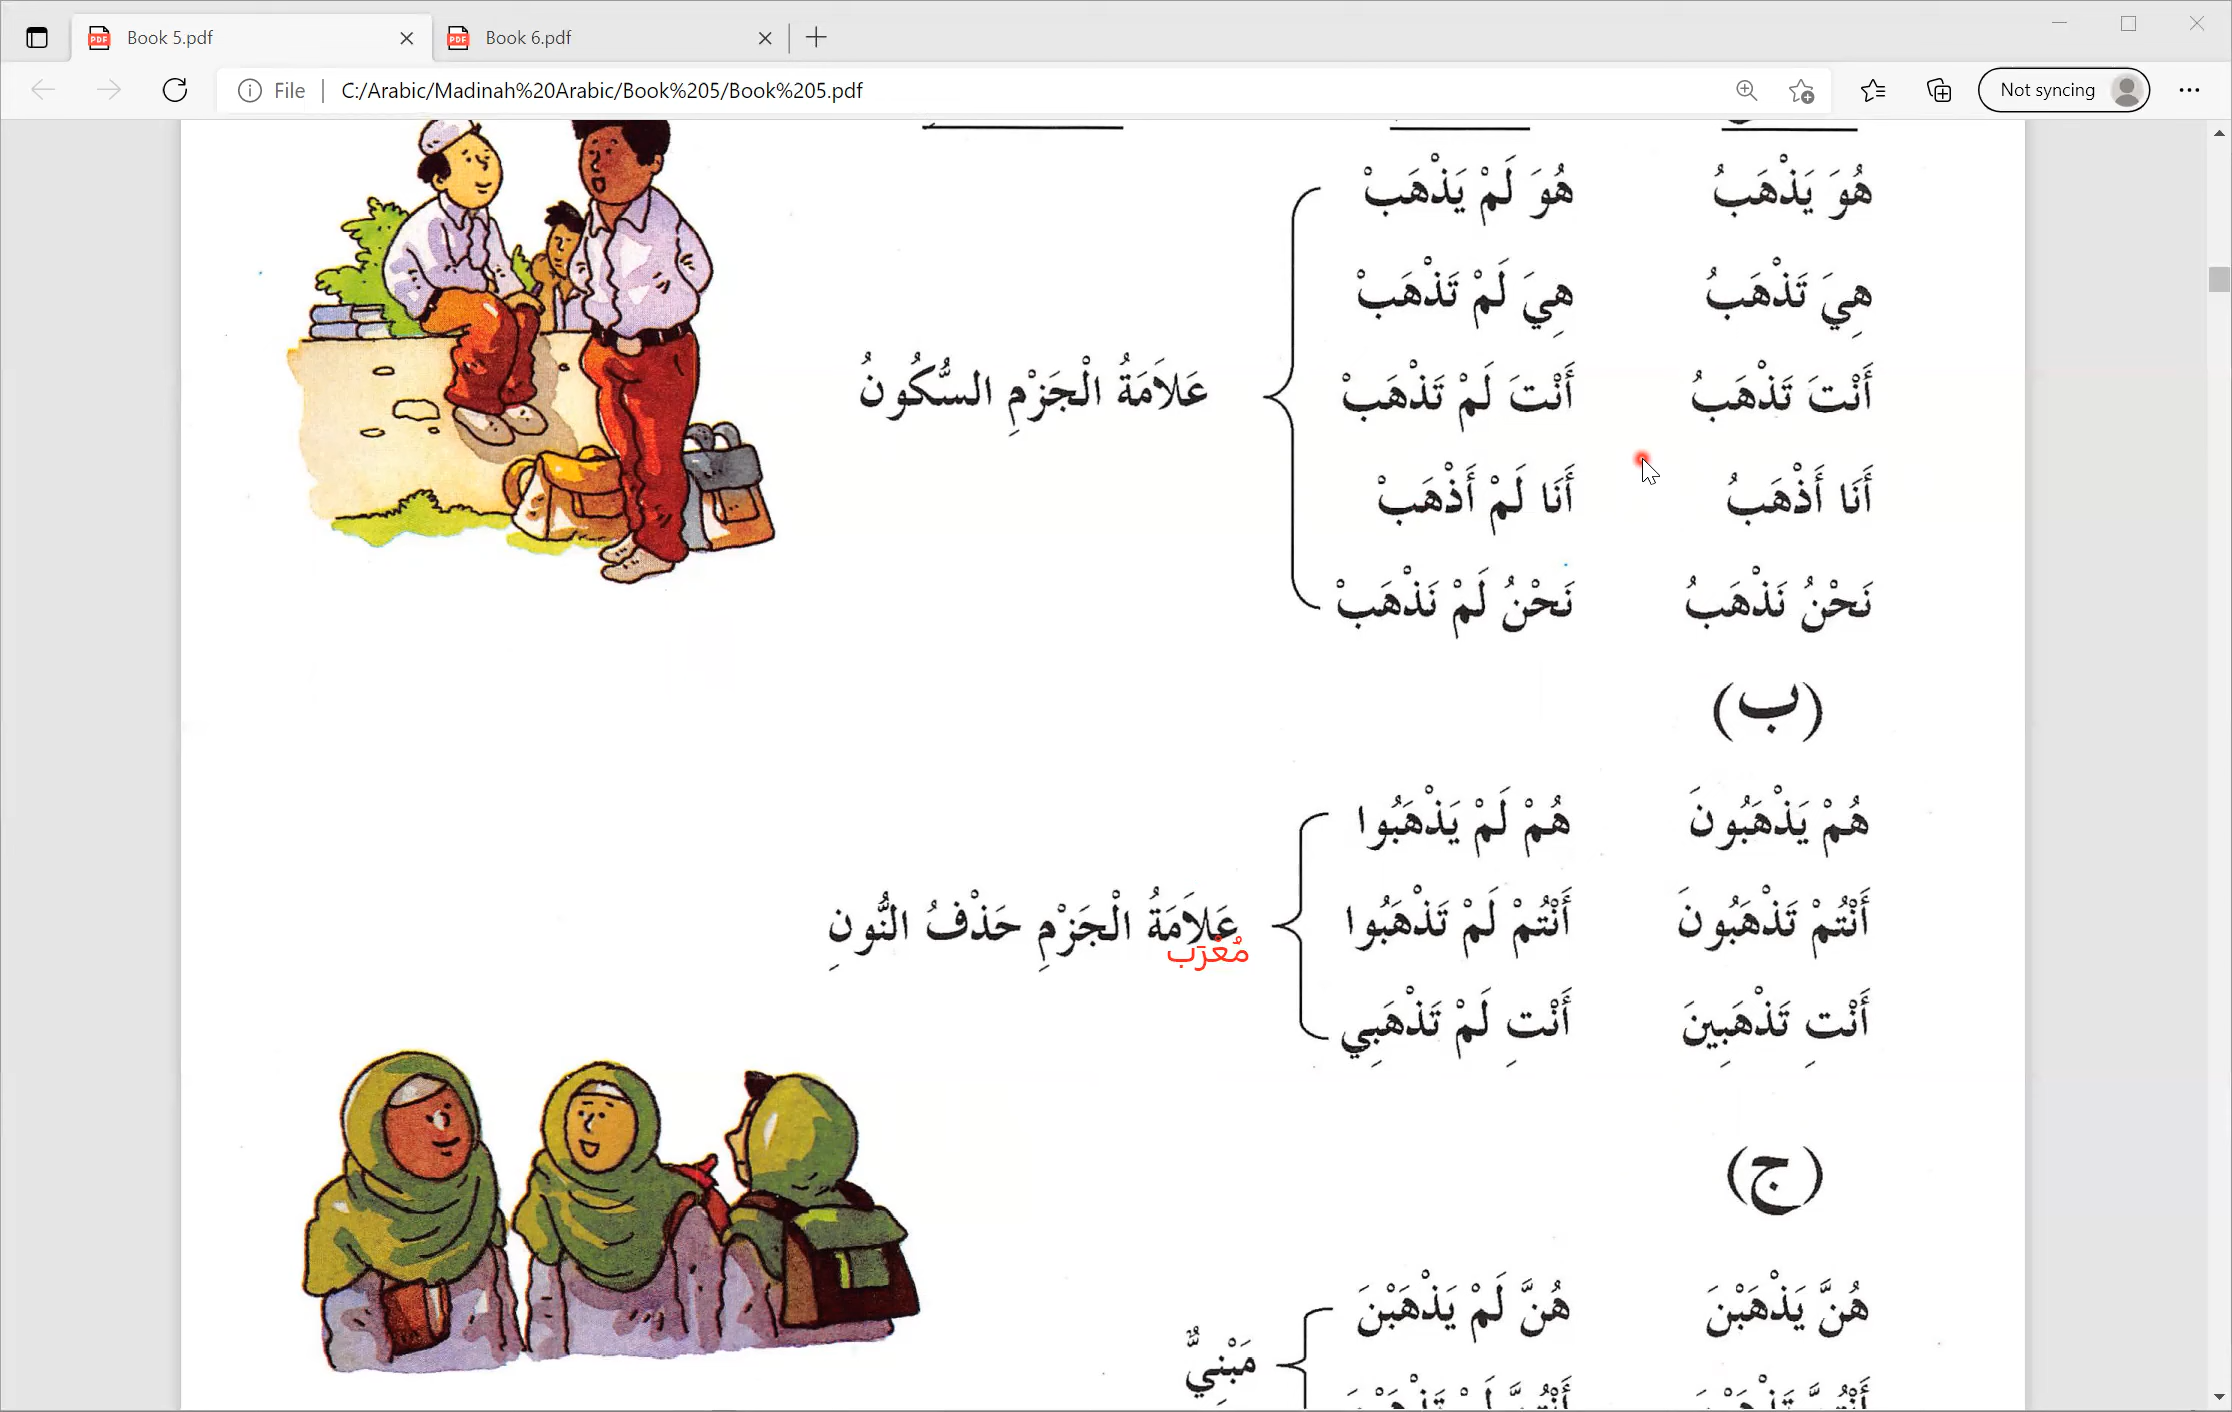 Book 5.pdf
Book 6.pdf
File
C:/Arabic/Madinah%20Arabic/Book%205/Book%205.pdf
Not syncing
هُوَ يَذْهَبُ هُوَ لَمْ يَذْهَبْ
هِيَ تَذْهَبُ هِيَ لَمْ تَذْهَبْ
أَنْتَ تَذْهَبُ أَنْتَ لَمْ تَذْهَبْ عَلاَمَةُ الْجَزْمِ السُّكُونُ
أَنَا أَذْهَبُ أَنَا لَمْ أَذْهَبْ
نَحْنُ نَذْهَبُ نَحْنُ لَمْ نَذْهَبْ
(ب)
هُمْ يَذْهَبُونَ هُمْ لَمْ يَذْهَبُوا
أَنْتُمْ تَذْهَبُونَ أَنْتُمْ لَمْ تَذْهَبُوا عَلاَمَةُ الْجَزْمِ حَذْفُ النُّونِ
مُعْرَب
أَنْتِ تَذْهَبِينَ أَنْتِ لَمْ تَذْهَبِي
(ج)
هُنَّ يَذْهَبْنَ هُنَّ لَمْ يَذْهَبْنَ
مَبْنِيٌّ